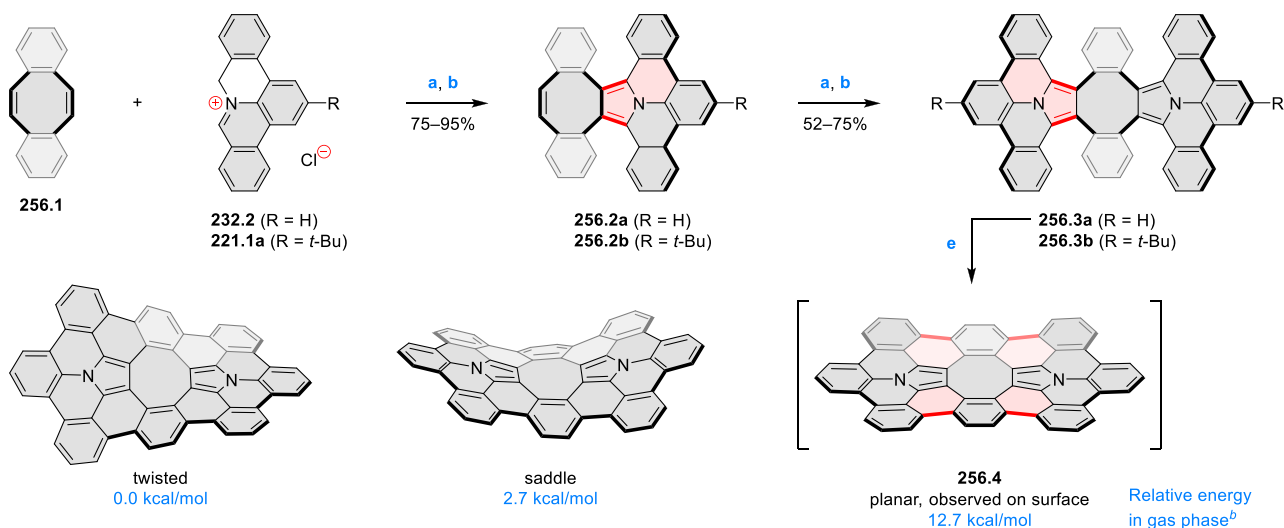 +
N
+
R
Cl −
a, b
75–95%
N
R
a, b
52–75%
R
N
N
R
256.1
232.2 (R = H)
221.1a (R = t-Bu)
256.2a (R = H)
256.2b (R = t-Bu)
256.3a (R = H)
256.3b (R = t-Bu)
e
N
N
twisted
0.0 kcal/mol
N
N
saddle
2.7 kcal/mol
N
N
256.4
planar, observed on surface
12.7 kcal/mol
Relative energy
in gas phaseᵇ